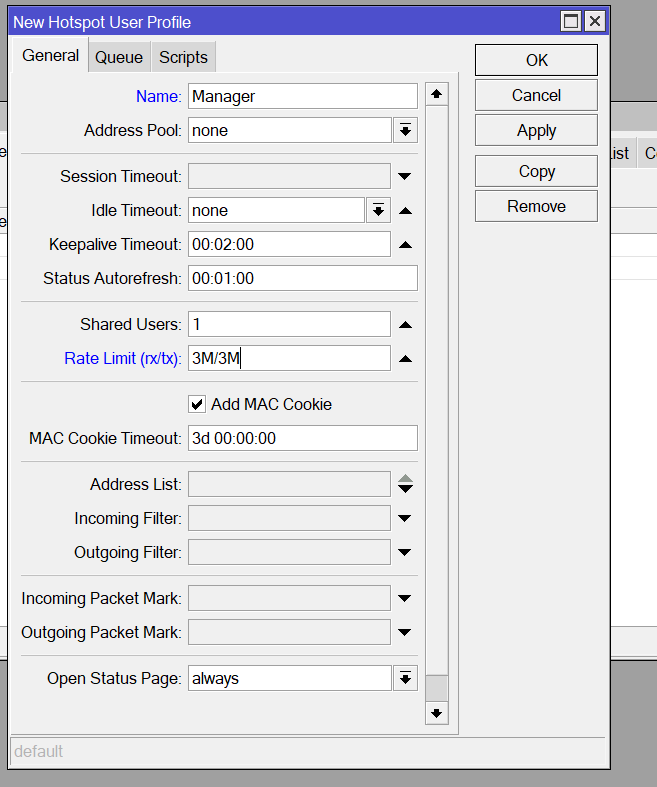 New Hotspot User Profile
General Queue Scripts
OK
Cancel
Apply
Copy
Remove
Name: Manager
Address Pool: none
Session Timeout:
Idle Timeout: none
Keepalive Timeout: 00:02:00
Status Autorefresh: 00:01:00
Shared Users: 1
Rate Limit (rx/tx): 3M/3M
Add MAC Cookie
MAC Cookie Timeout: 3d 00:00:00
Address List:
Incoming Filter:
Outgoing Filter:
Incoming Packet Mark:
Outgoing Packet Mark:
Open Status Page: always
default